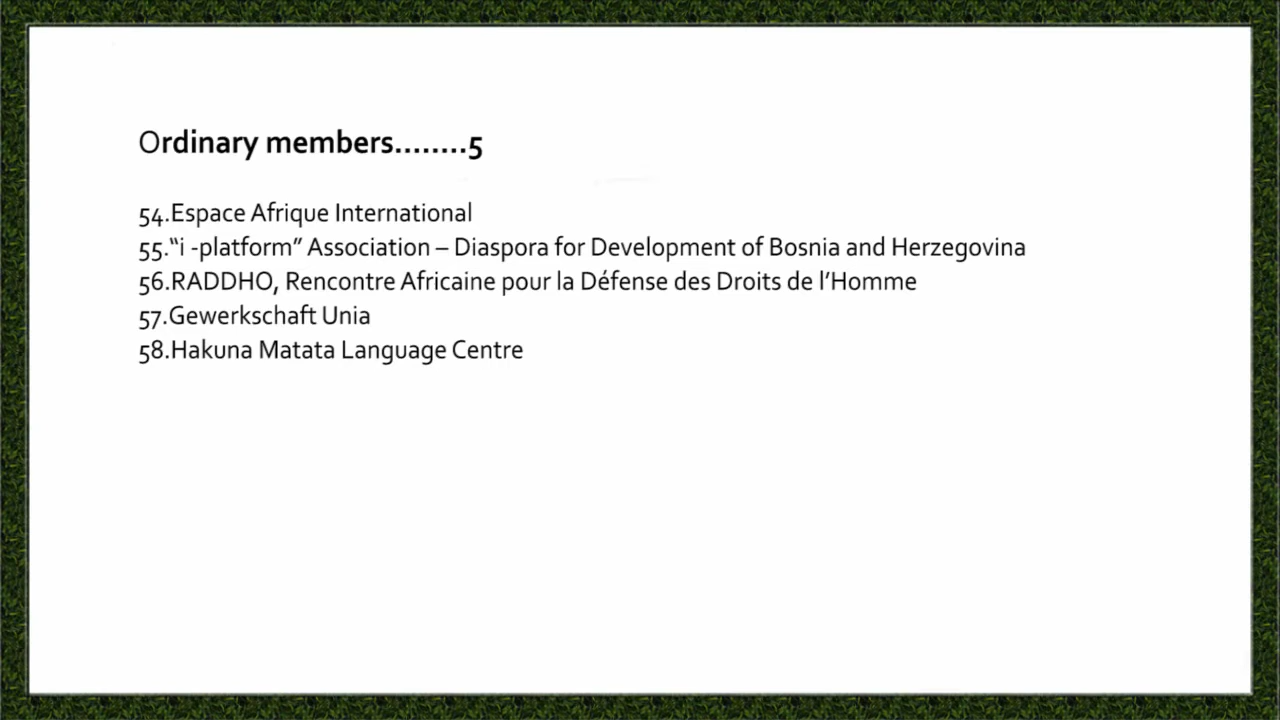 Ordinary members........5
54.Espace Afrique International
55.“i -platform” Association – Diaspora for Development of Bosnia and Herzegovina
56.RADDHO, Rencontre Africaine pour la Défense des Droits de l’Homme
57.Gewerkschaft Unia
58.Hakuna Matata Language Centre